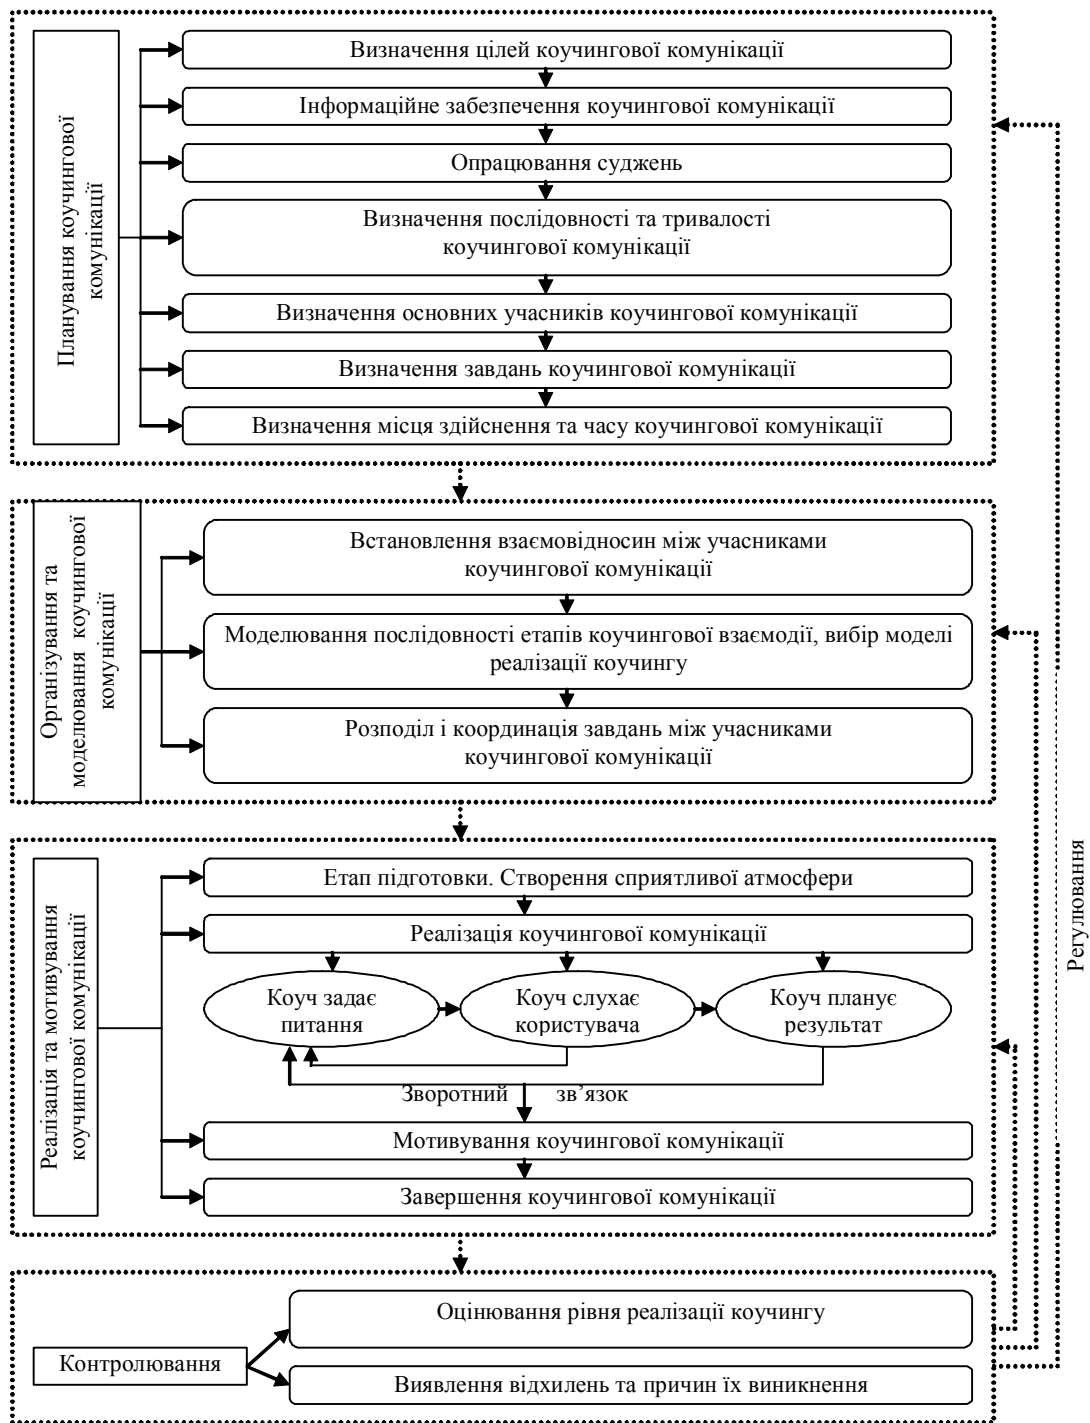 Планування коучингової
комунікації
Визначення цілей коучингової комунікації
Інформаційне забезпечення коучингової комунікації
Опрацювання суджень
Визначення послідовності та тривалості
коучингової комунікації
Визначення основних учасників коучингової комунікації
Визначення завдань коучингової комунікації
Визначення місця здійснення та часу коучингової комунікації
Організування та
моделювання коучингової
комунікації
Встановлення взаємовідносин між учасниками
коучингової комунікації
Моделювання послідовності етапів коучингової взаємодії, вибір моделі
реалізації коучингу
Розподіл і координація завдань між учасниками
коучингової комунікації
Реалізація та мотивування
коучингової комунікації
Етап підготовки. Створення сприятливої атмосфери
Реалізація коучингової комунікації
Коуч задає
питання
Коуч слухає
користувача
Коуч планує
результат
Зворотний зв’язок
Мотивування коучингової комунікації
Завершення коучингової комунікації
Контролювання
Оцінювання рівня реалізації коучингу
Виявлення відхилень та причин їх виникнення
Регулювання